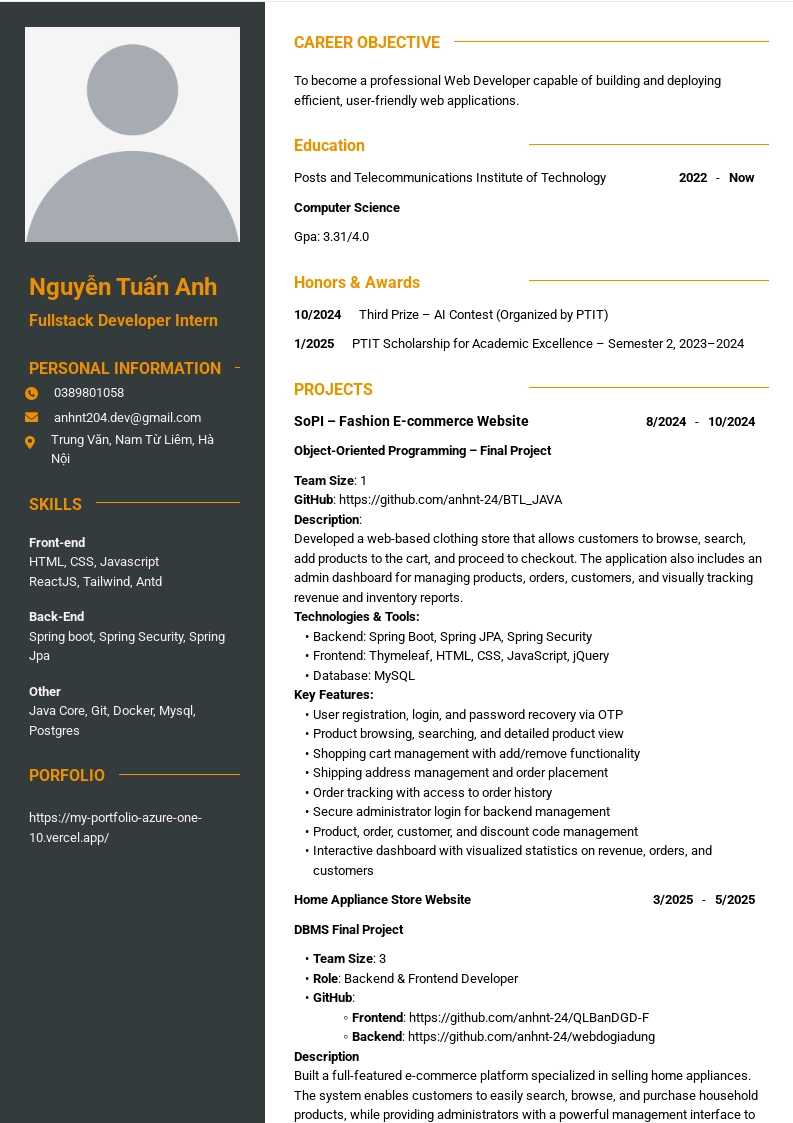 Nguyễn Tuấn Anh
Fullstack Developer Intern
PERSONAL INFORMATION
0389801058
anhnt204.dev@gmail.com
Trung Văn, Nam Từ Liêm, Hà
Nội
SKILLS
Front-end
HTML, CSS, Javascript
ReactJS, Tailwind, Antd
Back-End
Spring boot, Spring Security, Spring
Jpa
Other
Java Core, Git, Docker, Mysql,
Postgres
PORFOLIO
https://my-portfolio-azure-one-
10.vercel.app/
CAREER OBJECTIVE
To become a professional Web Developer capable of building and deploying
efficient, user-friendly web applications.
Education
Posts and Telecommunications Institute of Technology 2022 - Now
Computer Science
Gpa: 3.31/4.0
Honors & Awards
10/2024 Third Prize – AI Contest (Organized by PTIT)
1/2025 PTIT Scholarship for Academic Excellence – Semester 2, 2023–2024
PROJECTS
SoPI – Fashion E-commerce Website 8/2024 - 10/2024
Object-Oriented Programming – Final Project
Team Size: 1
GitHub: https://github.com/anhnt-24/BTL_JAVA
Description:
Developed a web-based clothing store that allows customers to browse, search,
add products to the cart, and proceed to checkout. The application also includes an
admin dashboard for managing products, orders, customers, and visually tracking
revenue and inventory reports.
Technologies & Tools:
• Backend: Spring Boot, Spring JPA, Spring Security
• Frontend: Thymeleaf, HTML, CSS, JavaScript, jQuery
• Database: MySQL
Key Features:
• User registration, login, and password recovery via OTP
• Product browsing, searching, and detailed product view
• Shopping cart management with add/remove functionality
• Shipping address management and order placement
• Order tracking with access to order history
• Secure administrator login for backend management
• Product, order, customer, and discount code management
• Interactive dashboard with visualized statistics on revenue, orders, and
customers
Home Appliance Store Website 3/2025 - 5/2025
DBMS Final Project
• Team Size: 3
• Role: Backend & Frontend Developer
• GitHub:
◦ Frontend: https://github.com/anhnt-24/QLBanDGD-F
◦ Backend: https://github.com/anhnt-24/webdogiadung
Description
Built a full-featured e-commerce platform specialized in selling home appliances.
The system enables customers to easily search, browse, and purchase household
products, while providing administrators with a powerful management interface to